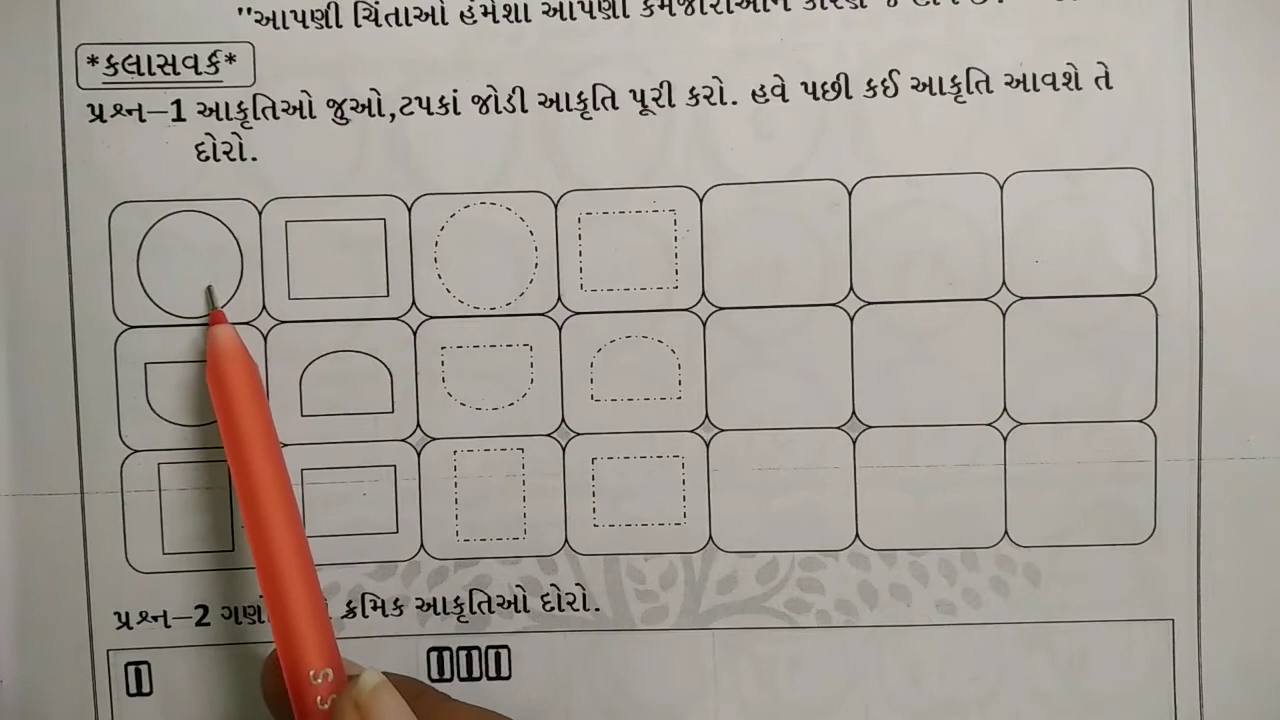 "આપણી ચિંતાઓ હંમેશા આપણી
*કલાસવર્ક*
પ્રશ્ન–1 આકૃતિઓ જુઓ,ટપકાં જોડી આકૃતિ પૂરી કરો. હવે પછી કઈ આકૃતિ આવશે તે
દોરો.
પ્રશ્ન–2 ક્રમિક આકૃતિઓ દોરો.